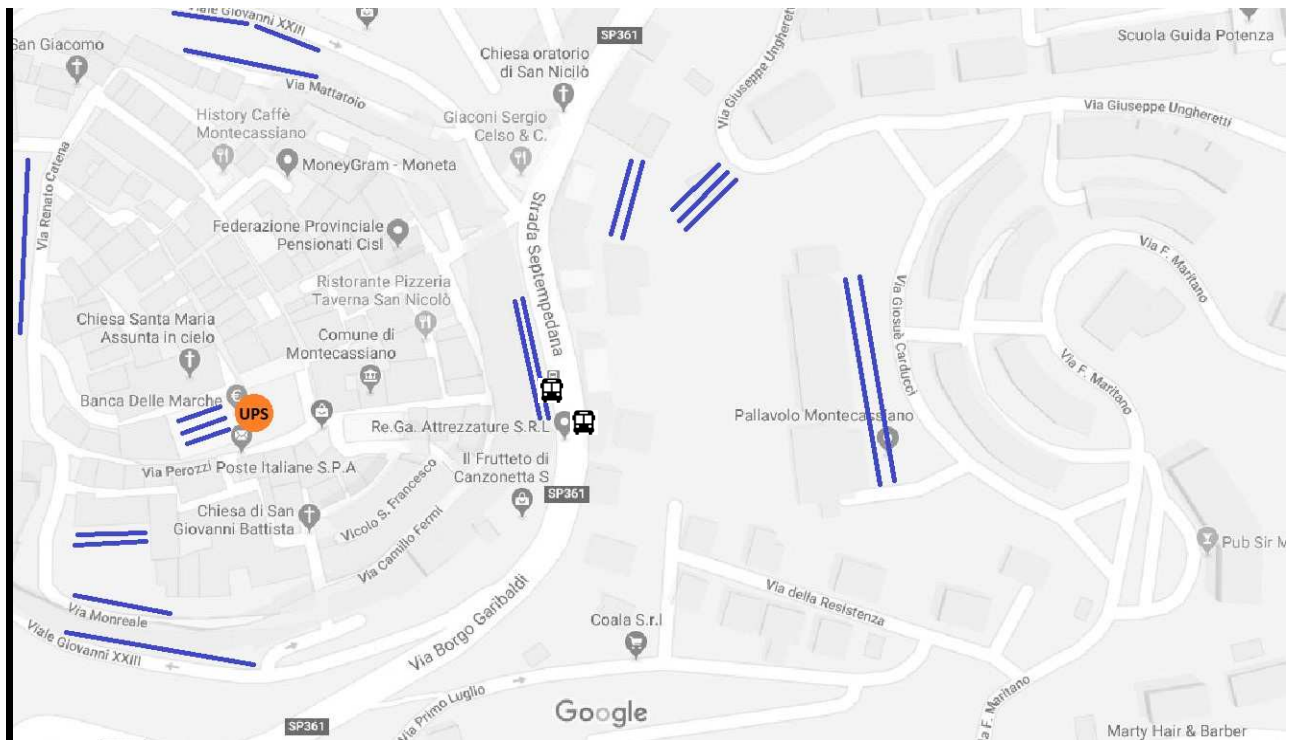 Viale Giovanni XXIII
SP361
San Giacomo
Chiesa oratorio
di San Nicilò
Via Giuseppe Ungheretti
Scuola Guida Potenza
Via Mattatoio
Via Giuseppe Ungheretti
History Caffè
Montecassiano
Giaconi Sergio
Celso & C.
MoneyGram - Moneta
Via Renato Catena
Strada Septempedana
Federazione Provinciale
Pensionati Cisl
Via F. Maritano
Ristorante Pizzeria
Taverna San Nicolò
Via Giosuè Carducci
Chiesa Santa Maria
Assunta in cielo
Comune di
Montecassiano
Via F. Maritano
Banca Delle Marche
UPS
Re.Ga. Attrezzature S.R.L
Pallavolo Montecassiano
Via Perozzi
Poste Italiane S.P.A
Il Frutteto di
Canzonetta S
SP361
Vicolo S. Francesco
Chiesa di San
Giovanni Battista
Via Camillo Fermi
Pub Sir M
Via della Resistenza
Via Monreale
Coala S.r.l
Viale Giovanni XXIII
Via Borgo Garibaldi
Via Primo Luglio
Google
Via F. Maritano
SP361
Marty Hair & Barber